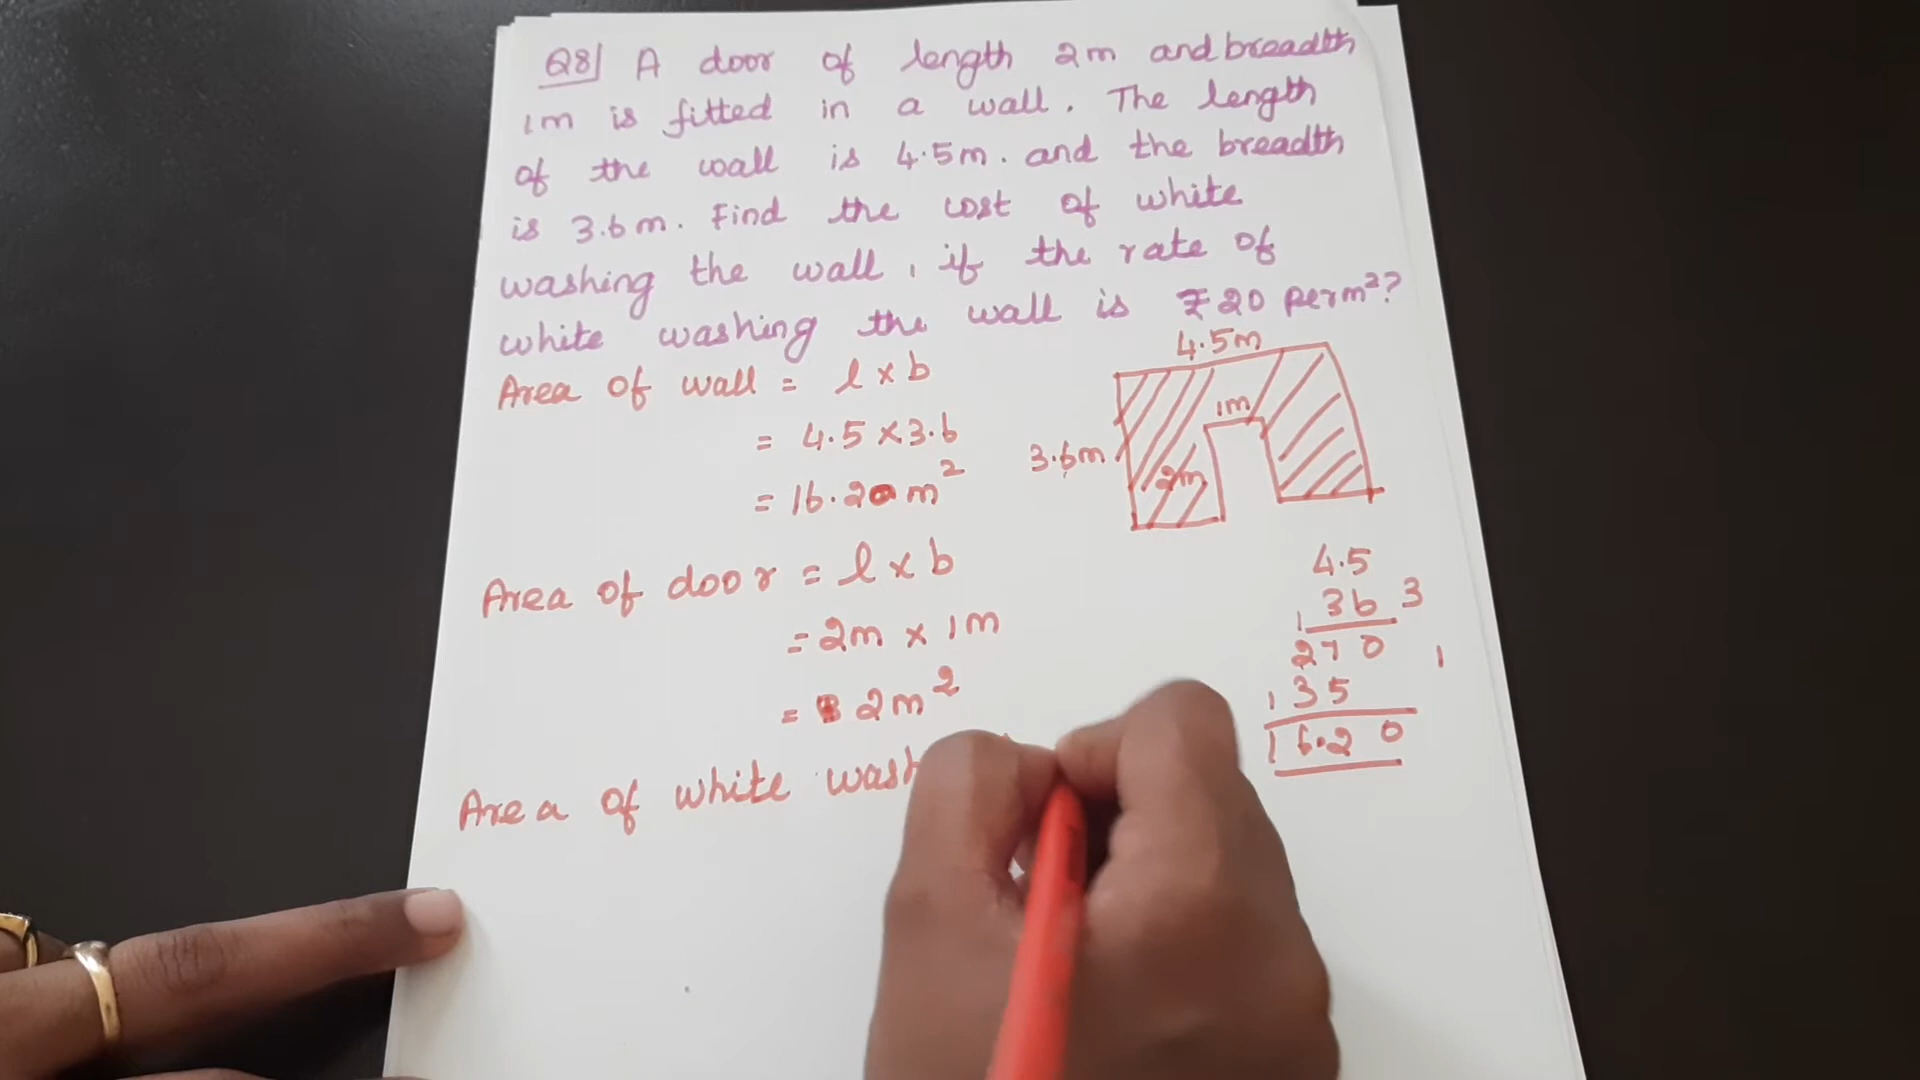 Q8| A door of length 2m and breadth
1m is fitted in a wall. The length
of the wall is 4.5m. and the breadth
is 3.6m. Find the cost of white
washing the wall, if the rate of
white washing the wall is ₹20 per m²?
Area of wall = l x b
= 4.5 x 3.6
= 16.20 m²
4.5m
1m
3.6m
2m
Area of door = l x b
= 2m x 1m
= 2m²
4.5
36 3
1
270 1
135
16.20
Area of white wash